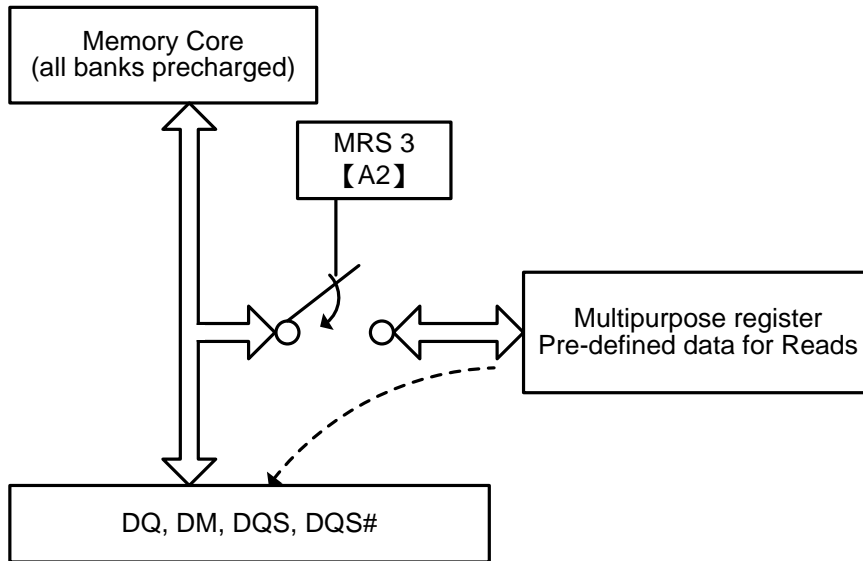 Memory Core
(all banks precharged)
MRS 3
【A2】
Multipurpose register
Pre-defined data for Reads
DQ, DM, DQS, DQS#